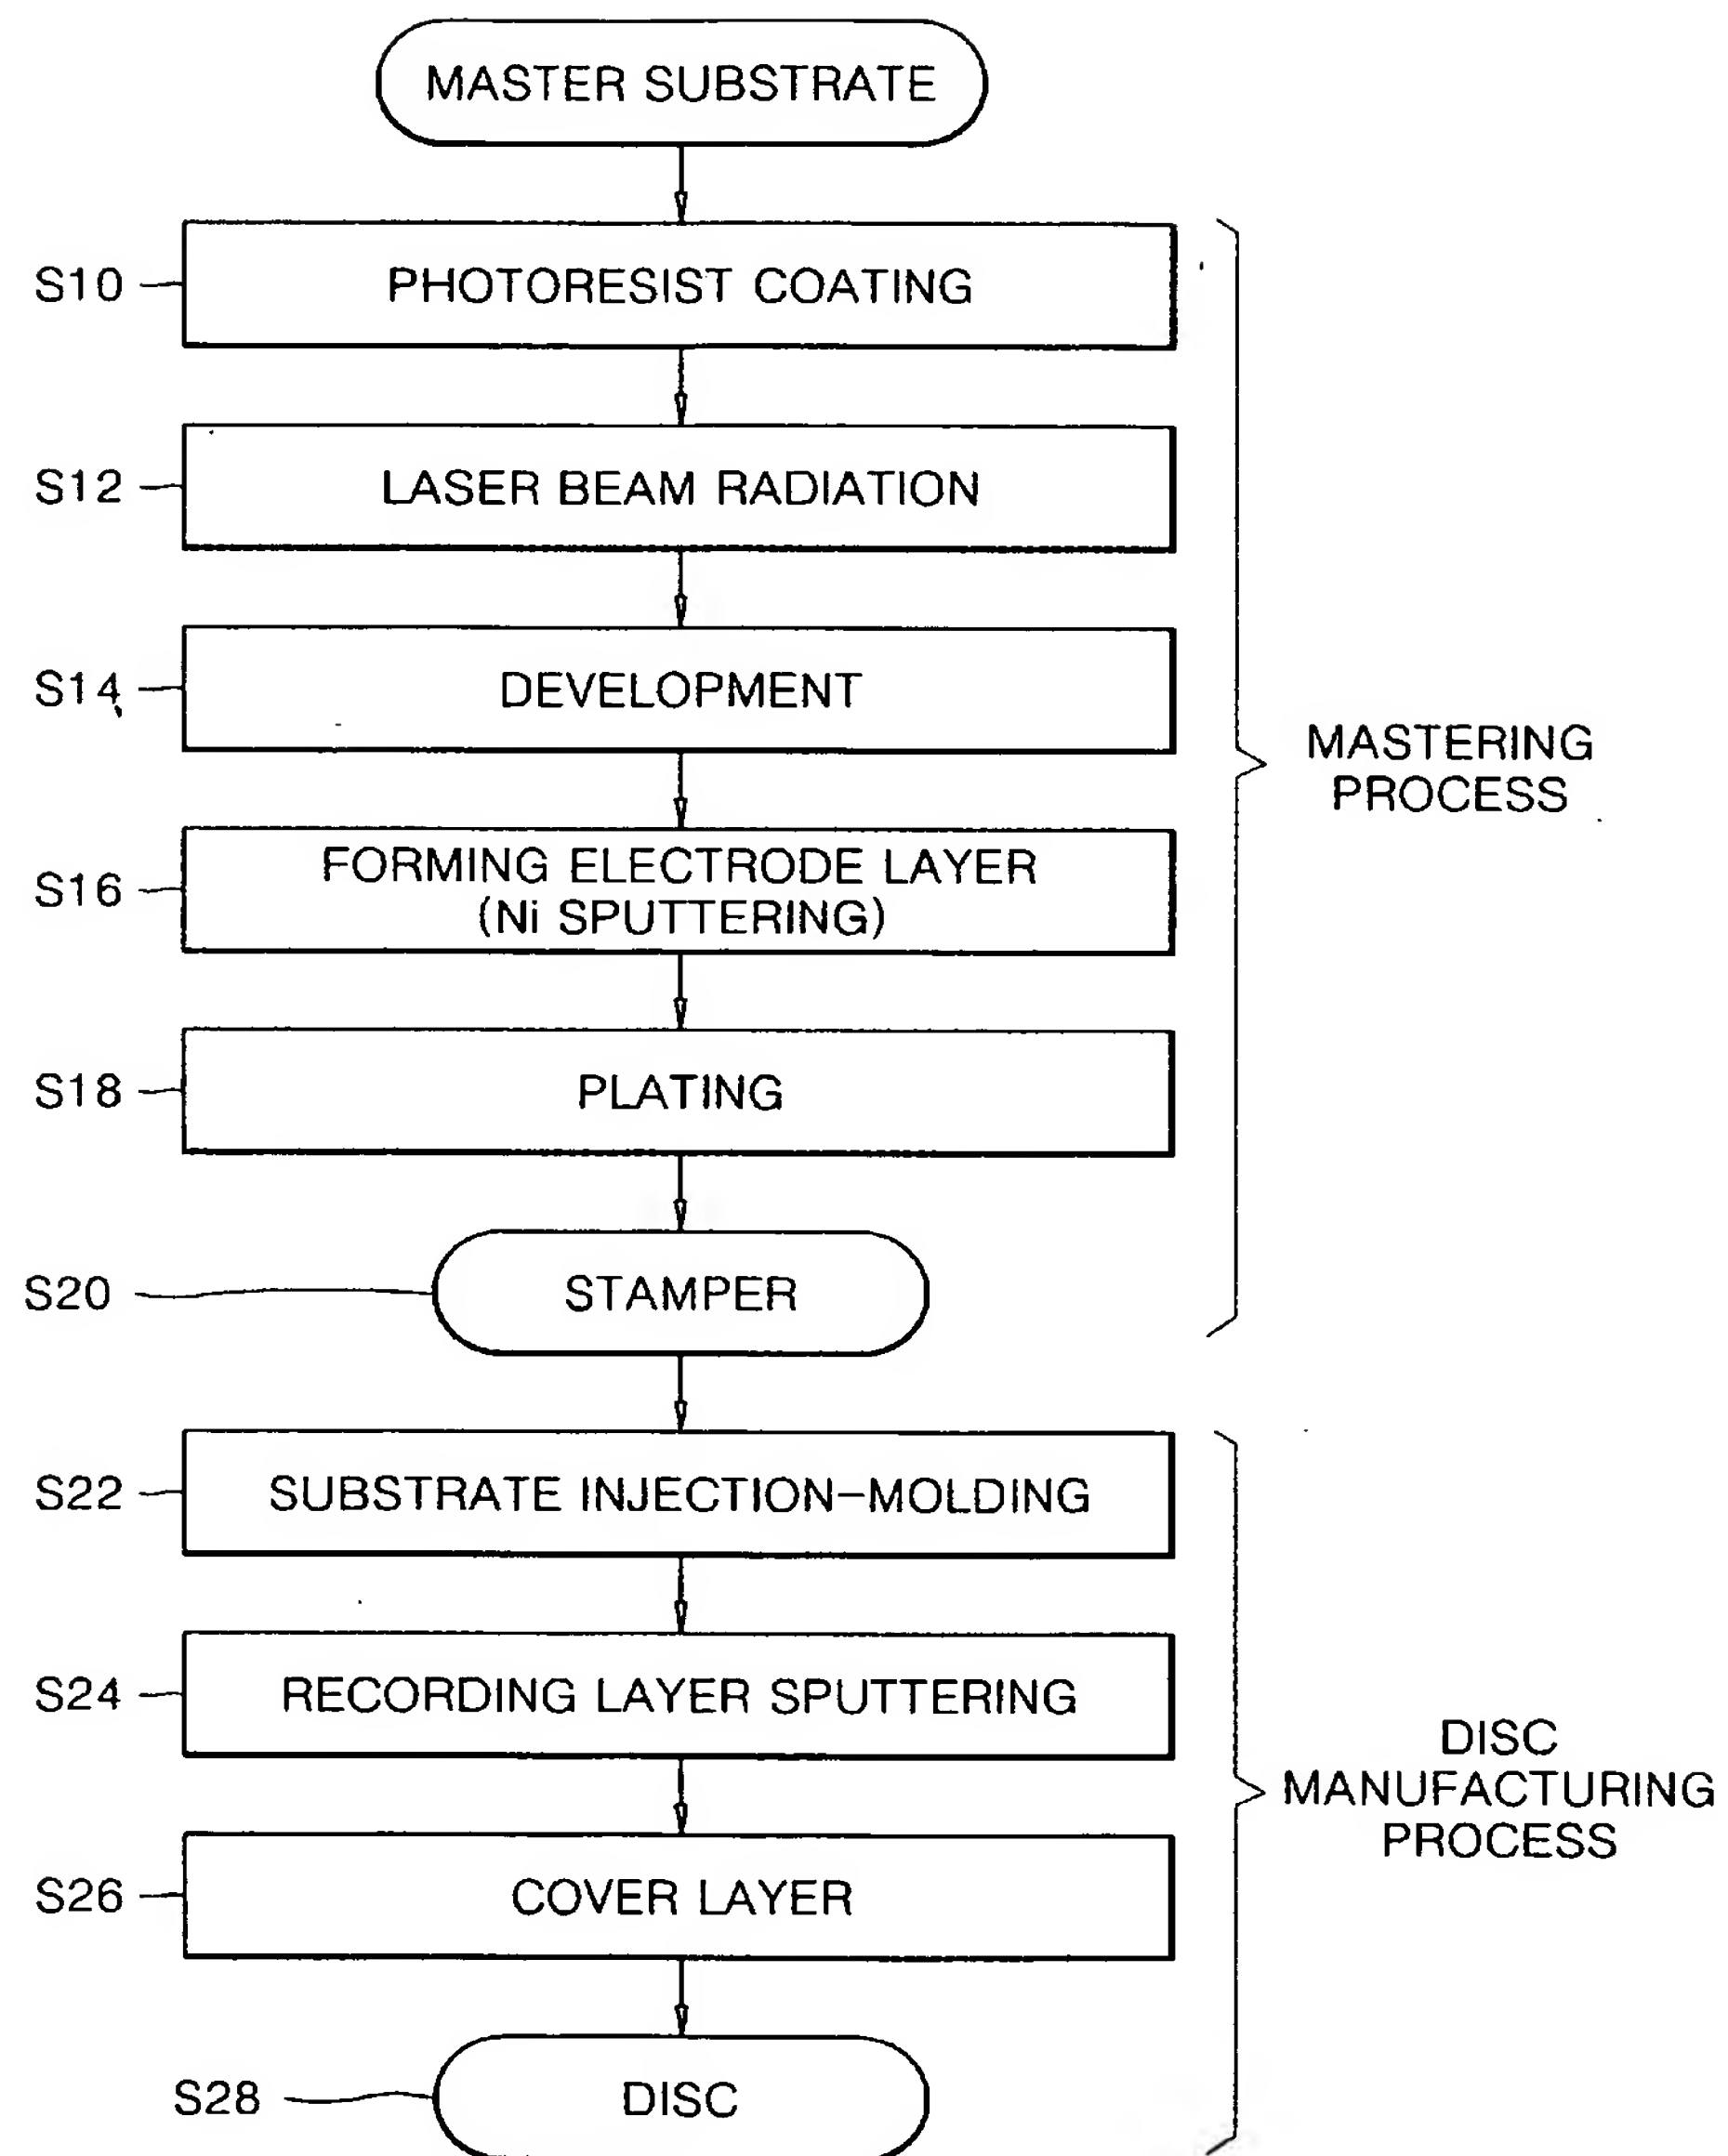 MASTER SUBSTRATE
S10
PHOTORESIST COATING
S12
LASER BEAM RADIATION
S14
DEVELOPMENT
MASTERING
PROCESS
S16
FORMING ELECTRODE LAYER
(Ni SPUTTERING)
S18
PLATING
S20
STAMPER
S22
SUBSTRATE INJECTION-MOLDING
S24
RECORDING LAYER SPUTTERING
DISC
MANUFACTURING
PROCESS
S26
COVER LAYER
S28
DISC